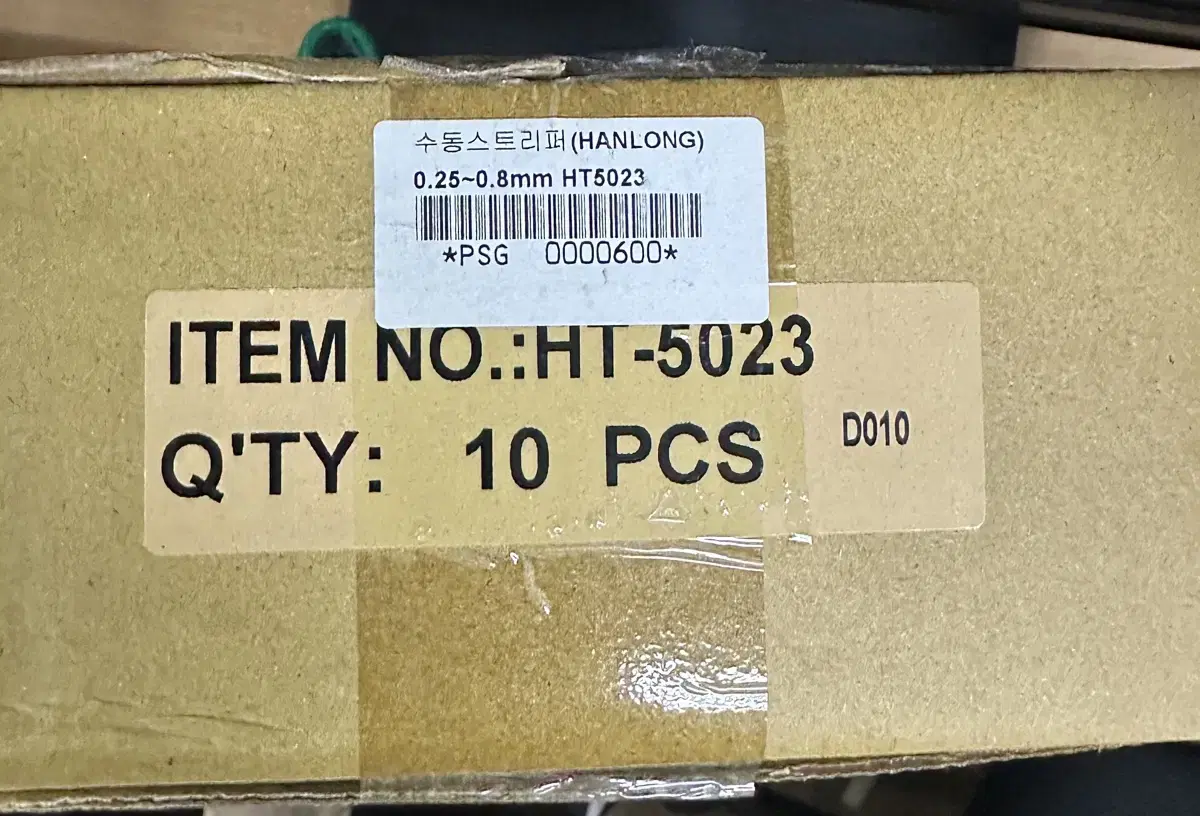 수동스트리퍼(HANLONG)
0.25~0.8mm HT5023
*PSG 0000600*
ITEM NO.:HT-5023
Q'TY: 10 PCS
D010